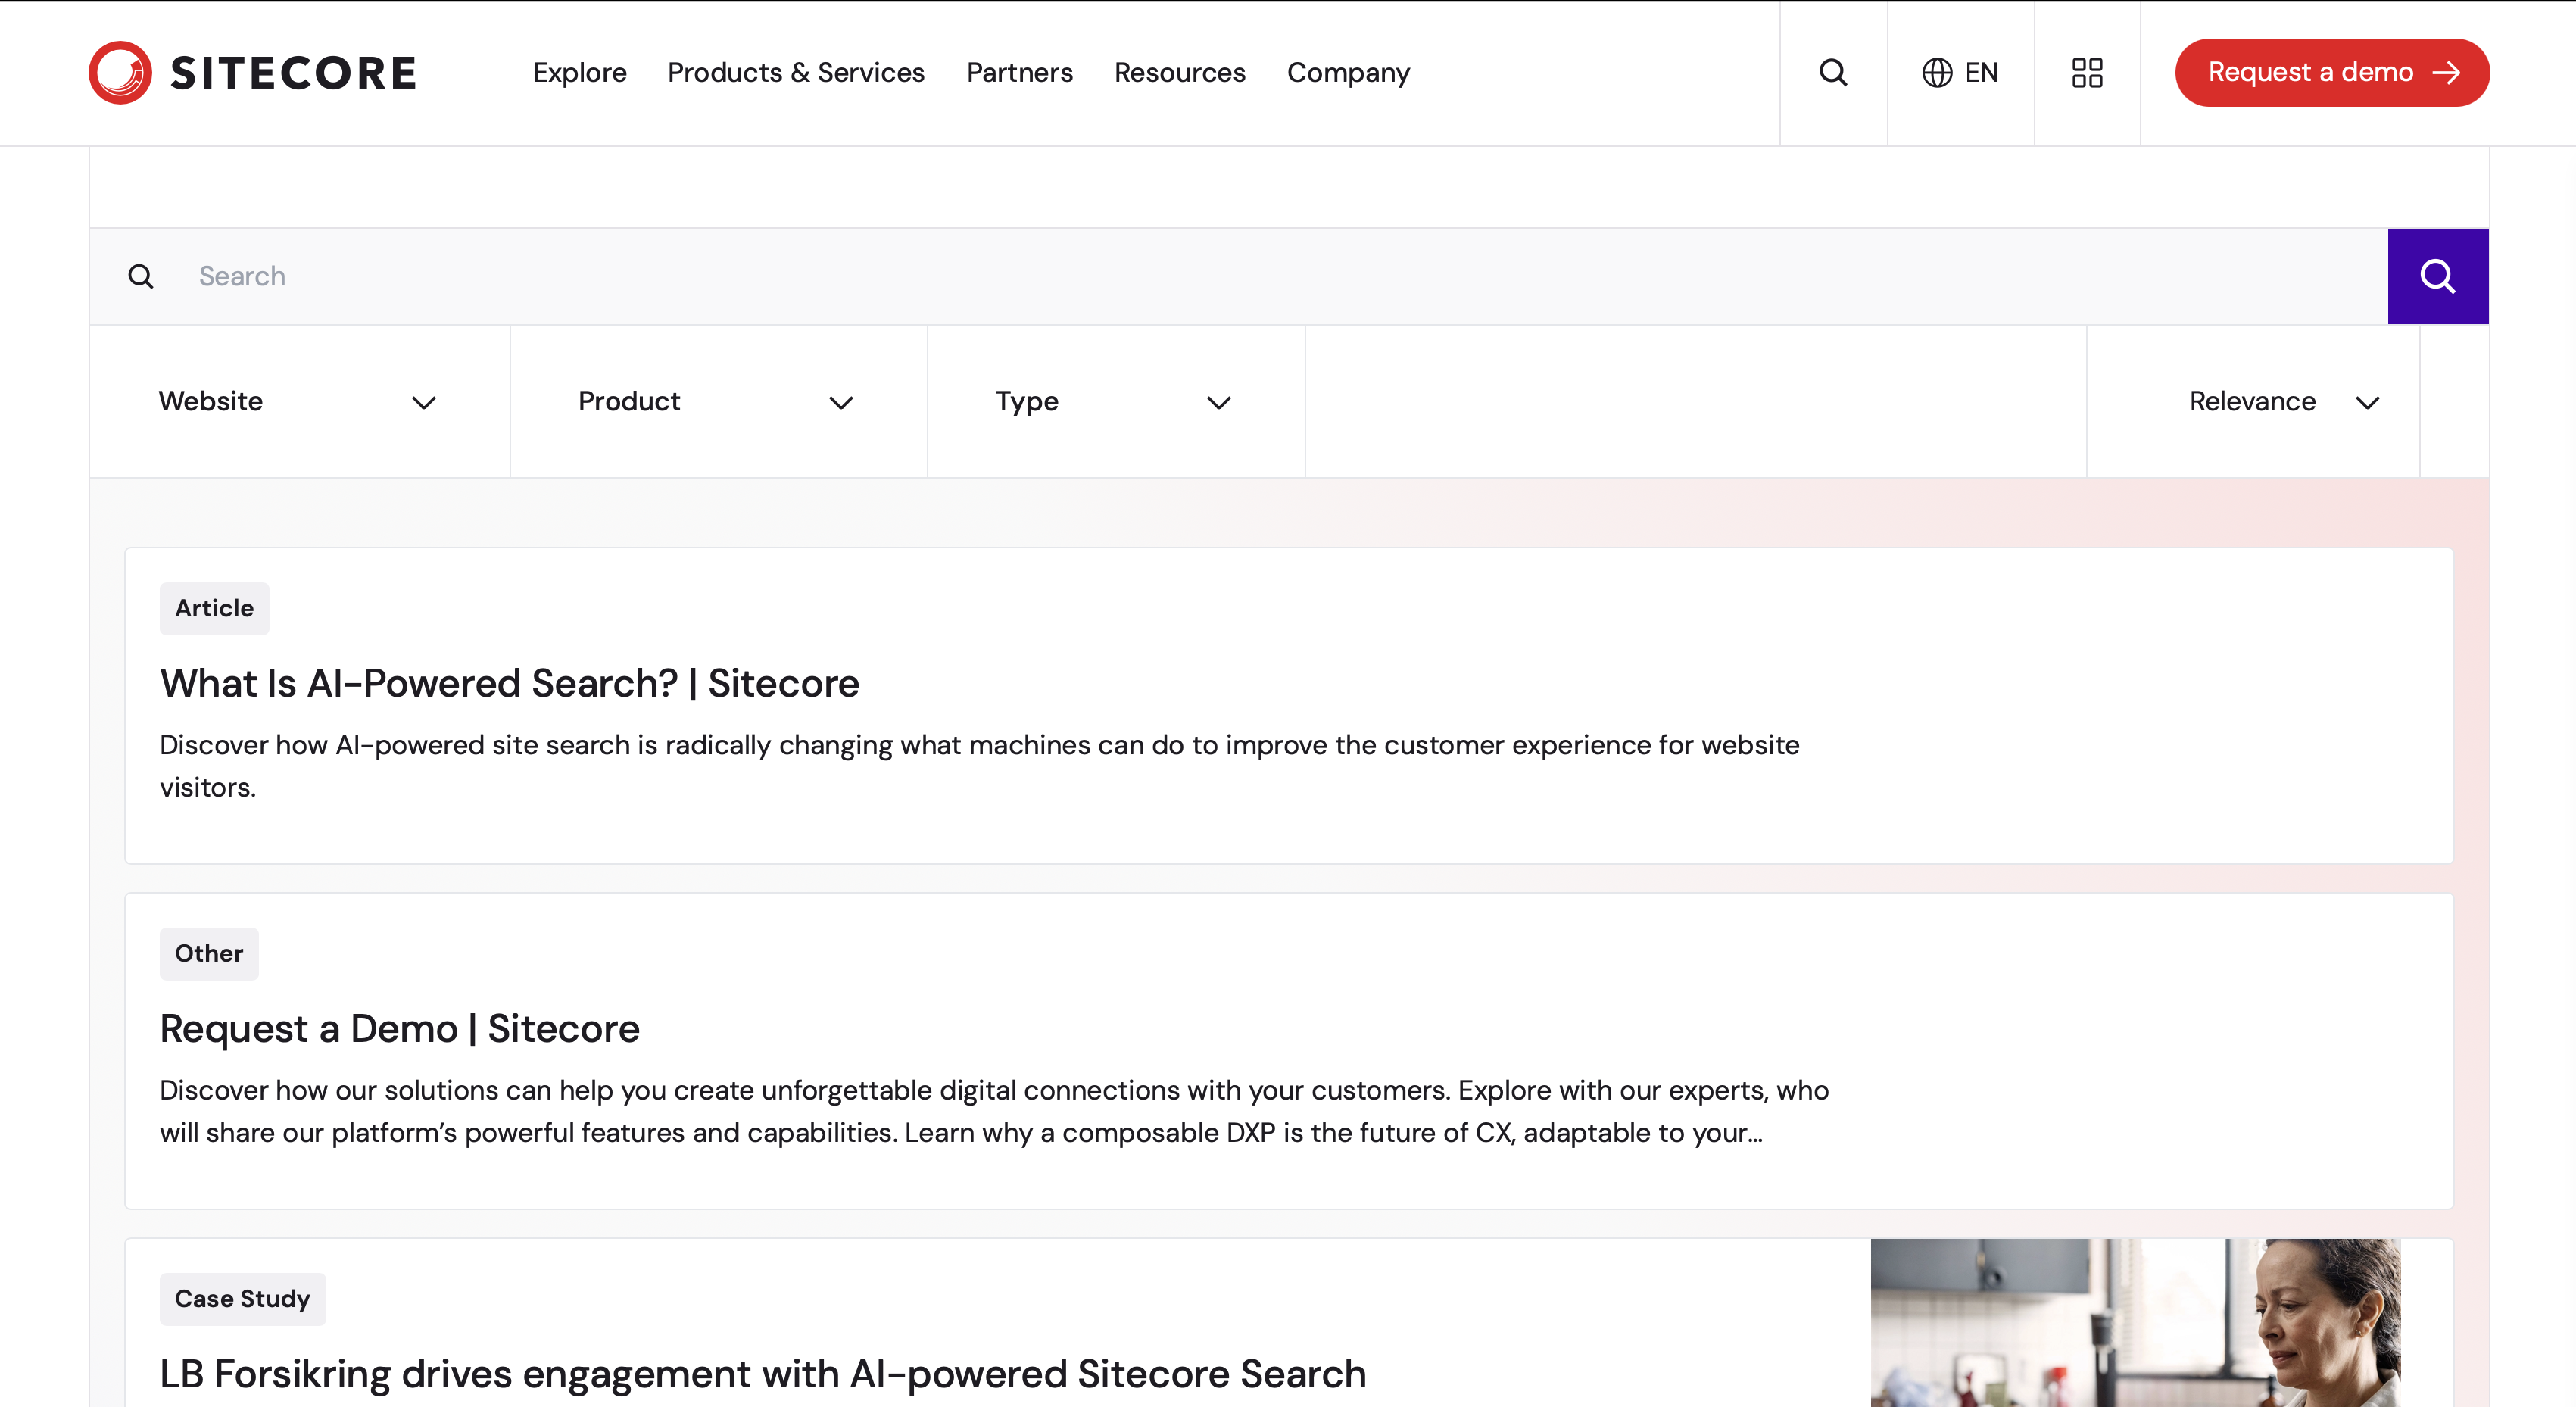 SITECORE
Explore
Products & Services
Partners
Resources
Company
EN
Request a demo
Search
Website
Product
Type
Relevance
Article
What Is AI-Powered Search? | Sitecore
Discover how AI-powered site search is radically changing what machines can do to improve the customer experience for website
visitors.
Other
Request a Demo | Sitecore
Discover how our solutions can help you create unforgettable digital connections with your customers. Explore with our experts, who
will share our platform’s powerful features and capabilities. Learn why a composable DXP is the future of CX, adaptable to your...
Case Study
LB Forsikring drives engagement with AI-powered Sitecore Search